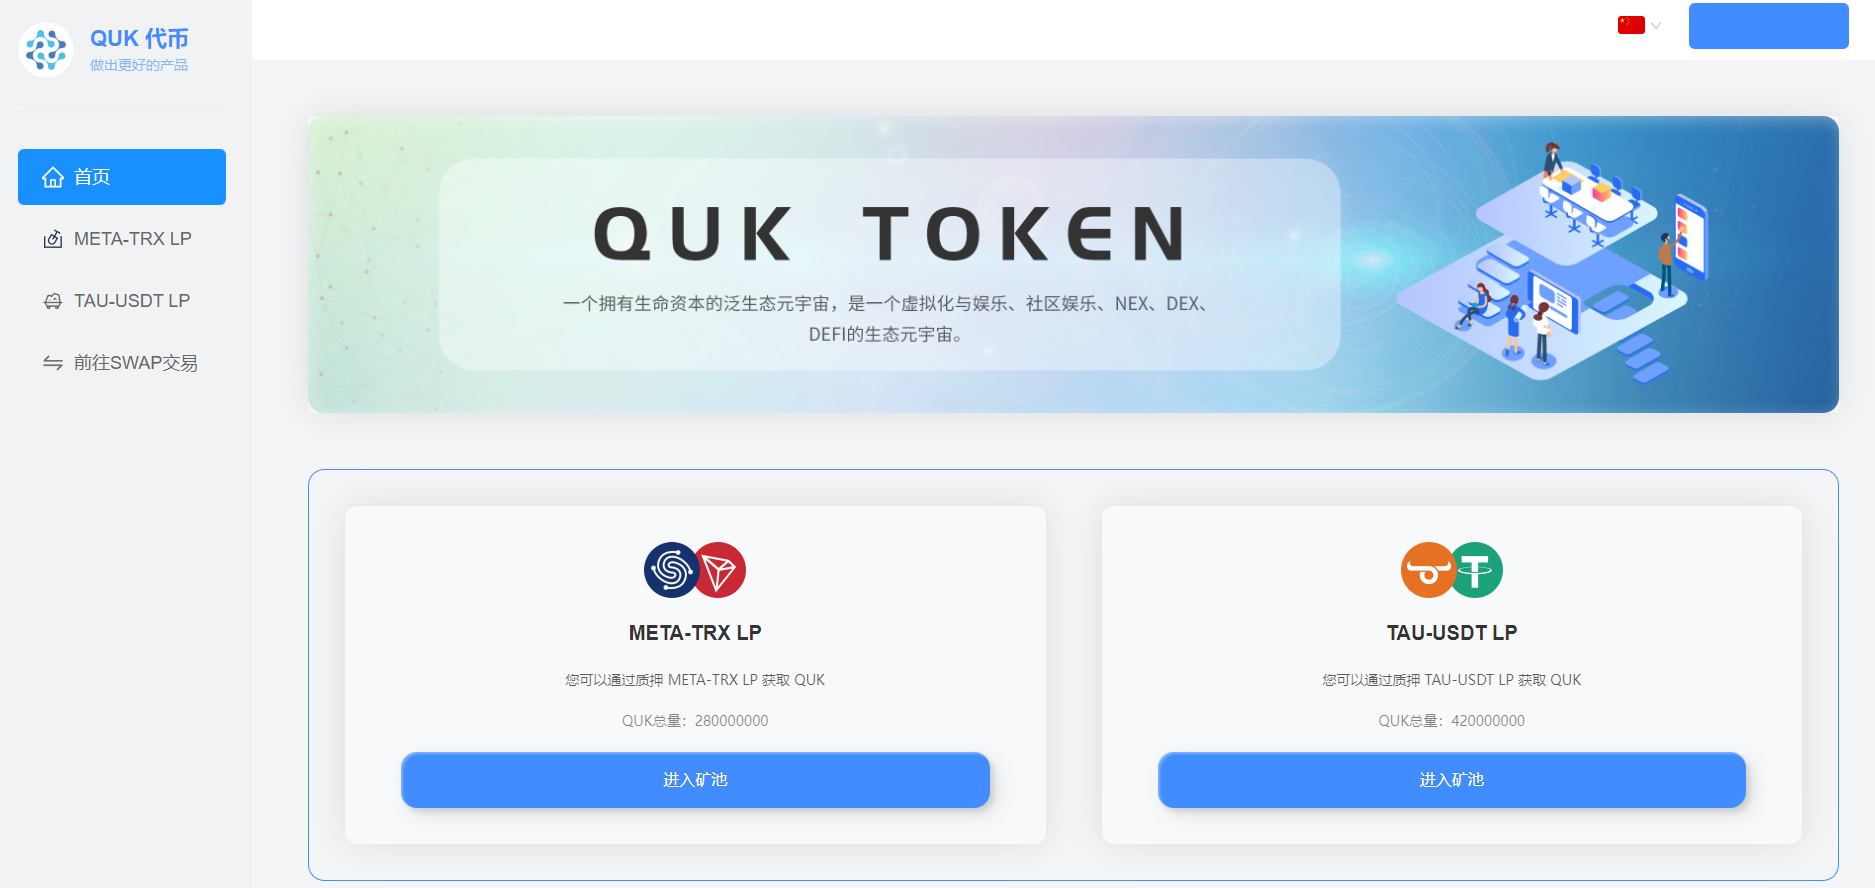 QUK 代币
做出更好的产品
首页
META-TRX LP
TAU-USDT LP
前往SWAP交易
QUK TOKEN
一个拥有生命资本的泛生态元宇宙，是一个虚拟化与娱乐、社区娱乐、NEX、DEX、
DEFI的生态元宇宙。
META-TRX LP
您可以通过质押 META-TRX LP 获取 QUK
QUK总量：280000000
进入矿池
TAU-USDT LP
您可以通过质押 TAU-USDT LP 获取 QUK
QUK总量：420000000
进入矿池